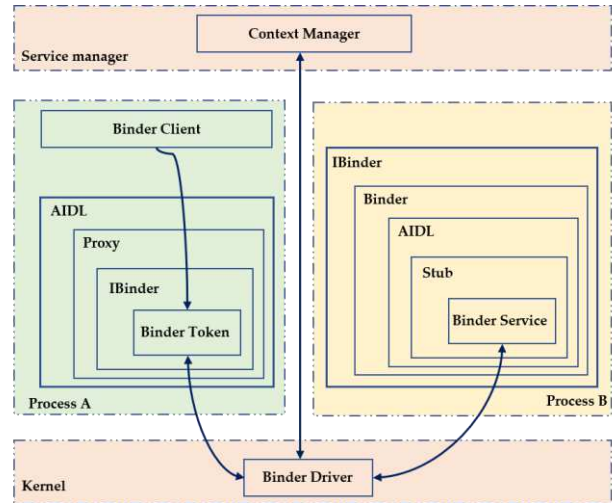 Context Manager
Service manager
Binder Client
AIDL
Proxy
IBinder
Binder Token
Process A
IBinder
Binder
AIDL
Stub
Binder Service
Process B
Binder Driver
Kernel